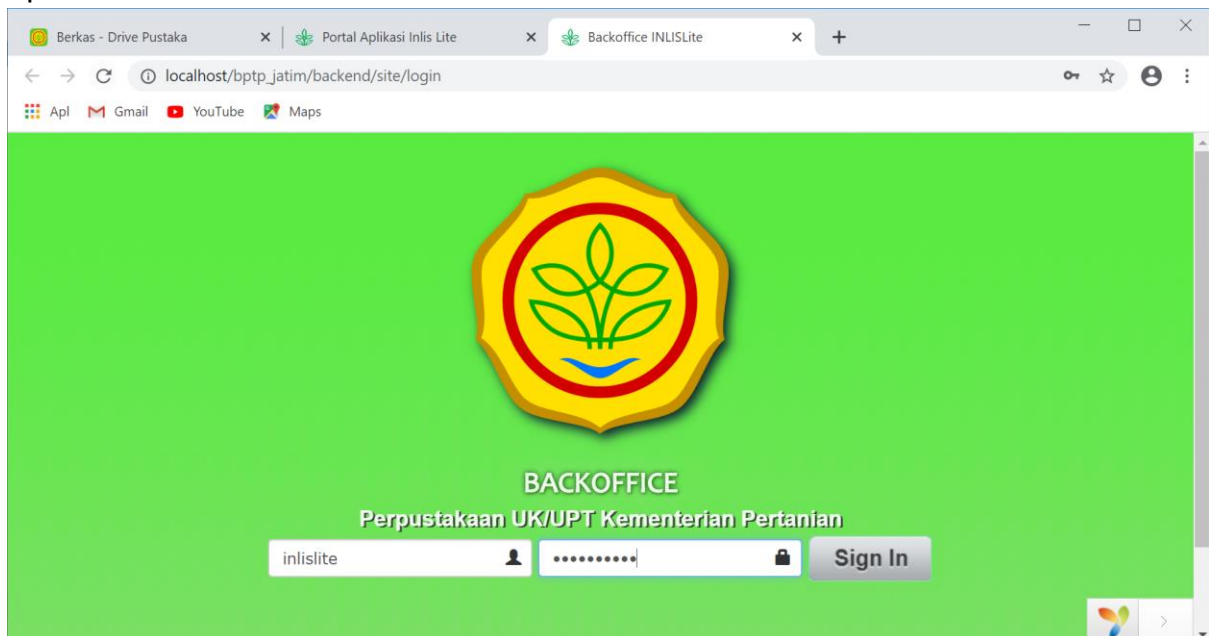 Berkas - Drive Pustaka
Portal Aplikasi Inlis Lite
Backoffice INLISLite
localhost/bptp_jatim/backend/site/login
Apl Gmail YouTube Maps
BACKOFFICE
Perpustakaan UK/UPT Kementerian Pertanian
inlislite •••••••••• Sign In